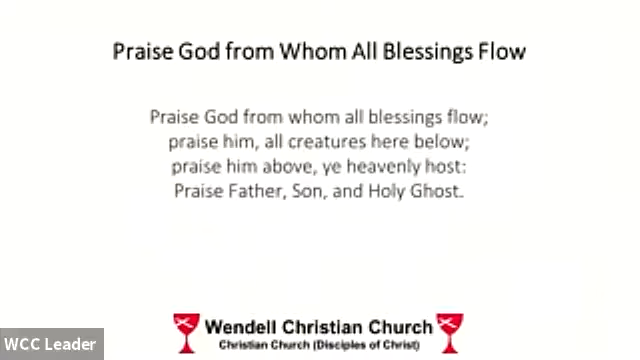 Praise God from Whom All Blessings Flow
Praise God from whom all blessings flow;
praise him, all creatures here below;
praise him above, ye heavenly host:
Praise Father, Son, and Holy Ghost.
Wendell Christian Church
Christian Church (Disciples of Christ)
WCC Leader